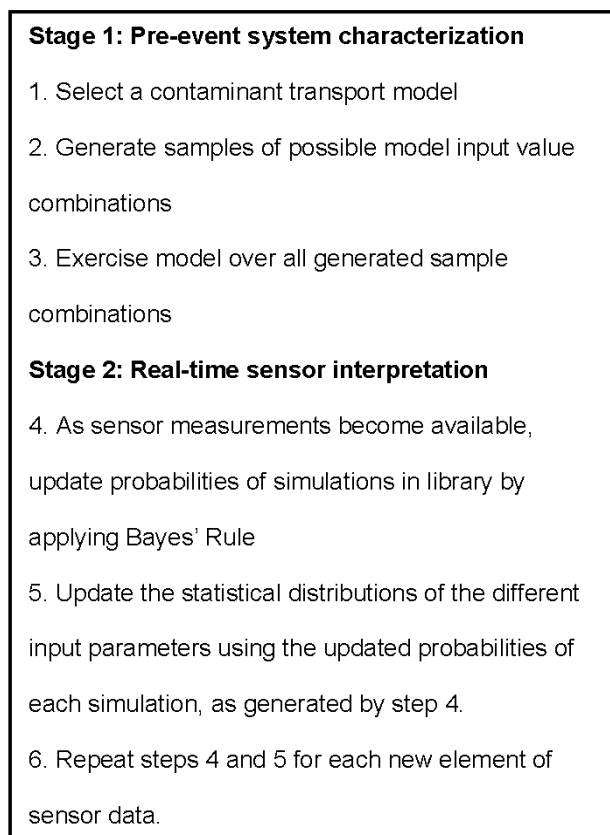 Stage 1: Pre-event system characterization
1. Select a contaminant transport model
2. Generate samples of possible model input value
combinations
3. Exercise model over all generated sample
combinations
Stage 2: Real-time sensor interpretation
4. As sensor measurements become available,
update probabilities of simulations in library by
applying Bayes’ Rule
5. Update the statistical distributions of the different
input parameters using the updated probabilities of
each simulation, as generated by step 4.
6. Repeat steps 4 and 5 for each new element of
sensor data.